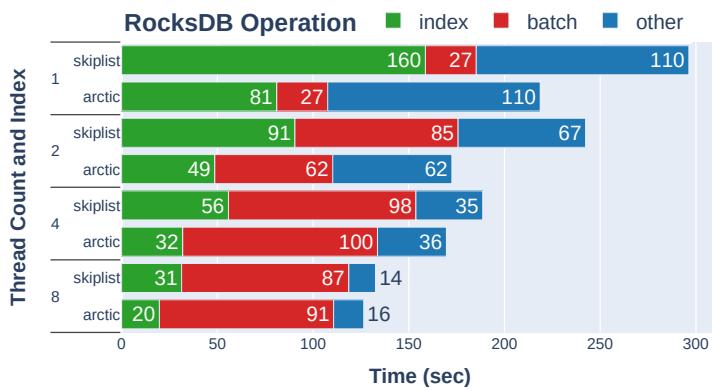 RocksDB Operation index batch other
Thread Count and Index
1
skiplist 160 27 110
arctic 81 27 110
2
skiplist 91 85 67
arctic 49 62 62
4
skiplist 56 98 35
arctic 32 100 36
8
skiplist 31 87 14
arctic 20 91 16
0 50 100 150 200 250 300
Time (sec)